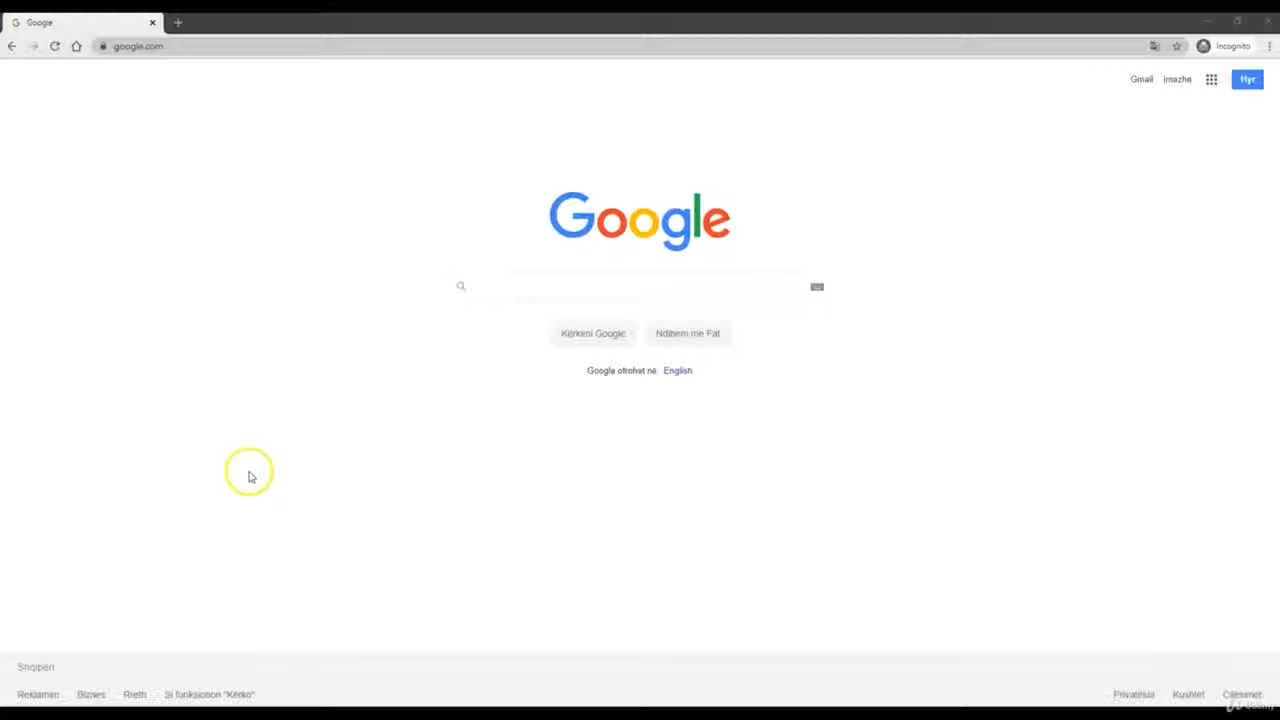 Google
google.com
Incognito
Gmail Imazhe
Hyr
Google
Kërkimi Google Ndihem me Fat
Google ofrohet në: English
Shqipëri
Reklamim Biznes Rreth Si funksionon "Kërko"
Privatësia Kushtet Cilësimet